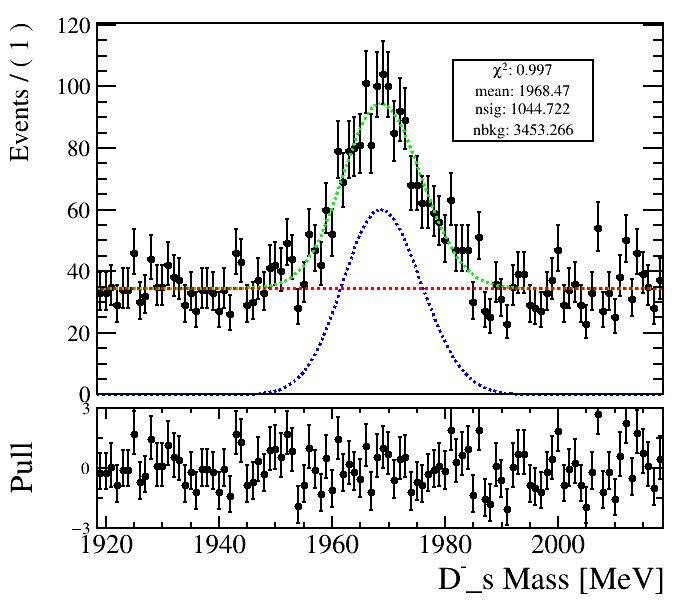 120
100
80
60
40
20
0
Events / ( 1 )
χ²: 0.997
mean: 1968.47
nsig: 1044.722
nbkg: 3453.266
3
0
−3
Pull
1920 1940 1960 1980 2000
D⁻_s Mass [MeV]